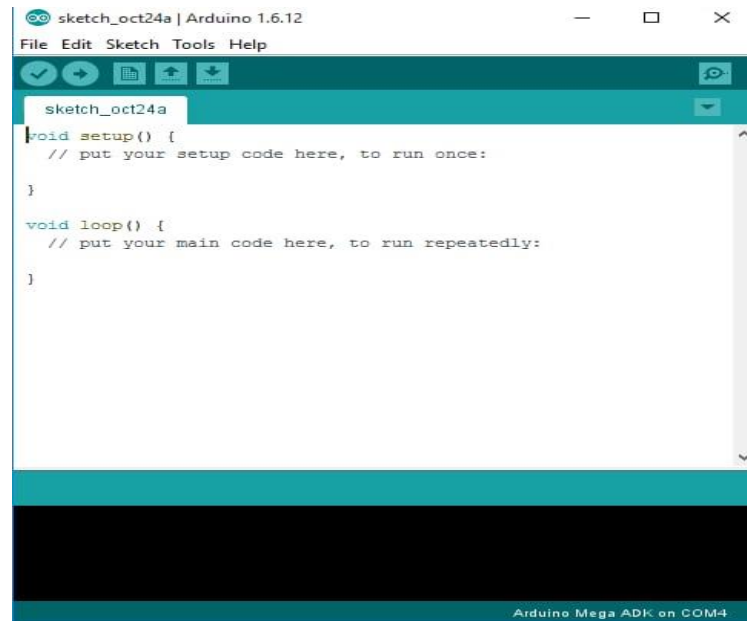 sketch_oct24a | Arduino 1.6.12
File Edit Sketch Tools Help
sketch_oct24a
void setup() {
  // put your setup code here, to run once:
}
void loop() {
  // put your main code here, to run repeatedly:
}
Arduino Mega ADK on COM4